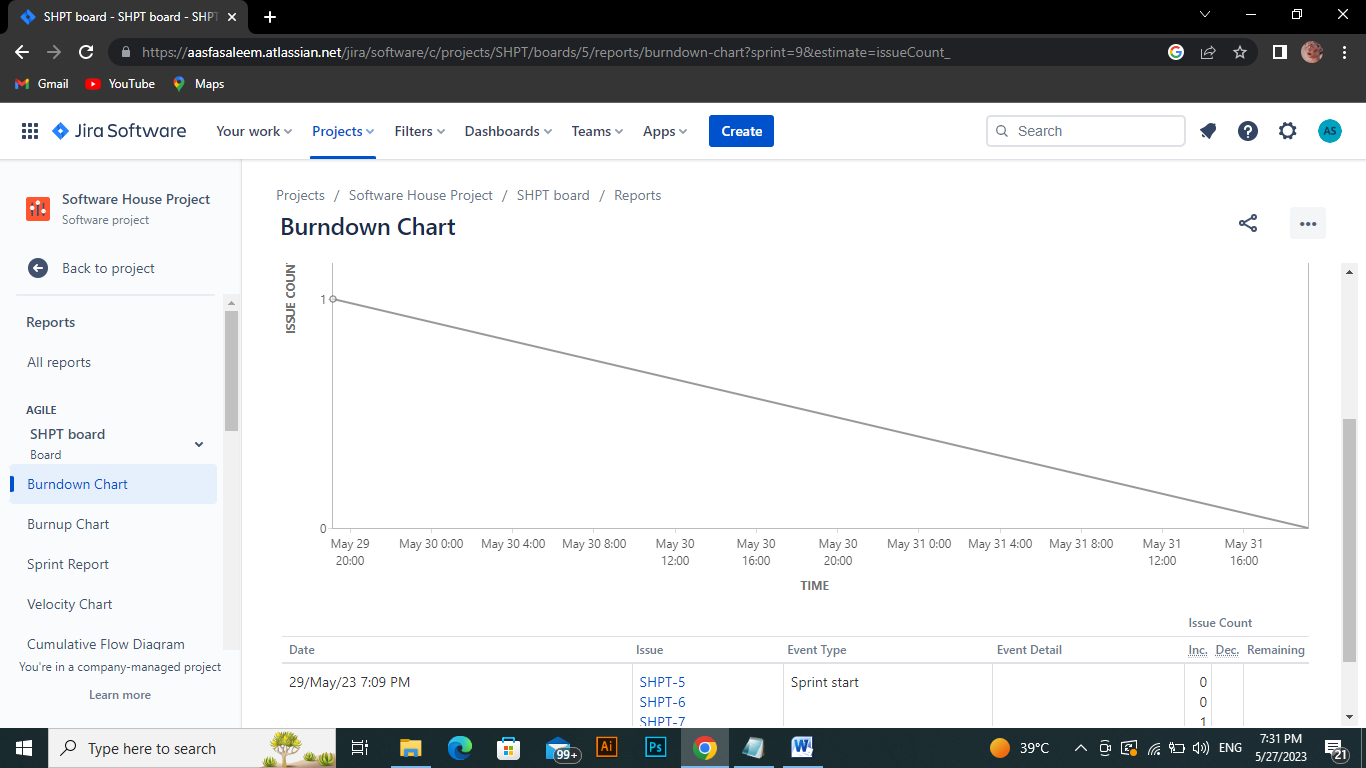 SHPT board - SHPT board - SHPT
https://aasfasaleem.atlassian.net/jira/software/c/projects/SHPT/boards/5/reports/burndown-chart?sprint=9&estimate=issueCount_
Gmail YouTube Maps
Jira Software Your work Projects Filters Dashboards Teams Apps Create Search AS
Software House Project
Software project
Back to project
Reports
All reports
AGILE
SHPT board
Board
Burndown Chart
Burnup Chart
Sprint Report
Velocity Chart
Cumulative Flow Diagram
You're in a company-managed project
Learn more
Projects / Software House Project / SHPT board / Reports
Burndown Chart
ISSUE COUNT
1
0
May 29 20:00 May 30 0:00 May 30 4:00 May 30 8:00 May 30 12:00 May 30 16:00 May 30 20:00 May 31 0:00 May 31 4:00 May 31 8:00 May 31 12:00 May 31 16:00
TIME
Issue Count
Date Issue Event Type Event Detail Inc. Dec. Remaining
29/May/23 7:09 PM SHPT-5 Sprint start 0
SHPT-6 0
SHPT-7 1
Type here to search 99+ Ai Ps W 39°C ENG 7:31 PM 21
5/27/2023